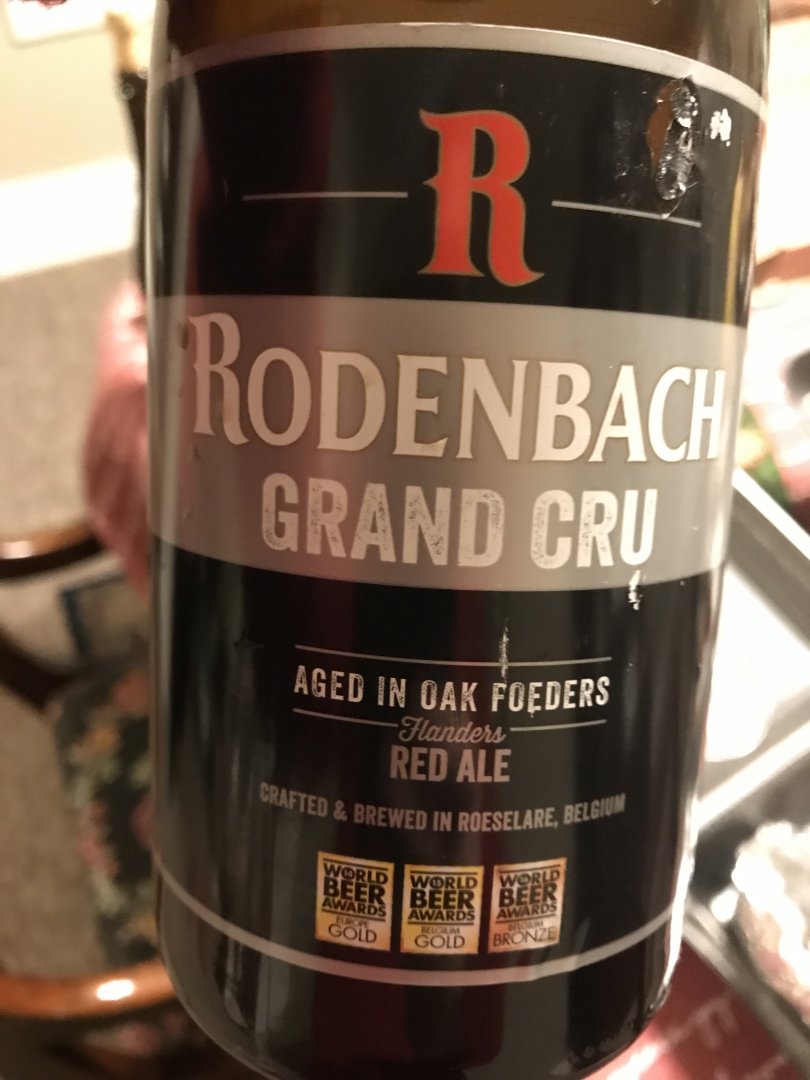 R
RODENBACH
GRAND CRU
AGED IN OAK FOEDERS
Flanders
RED ALE
CRAFTED & BREWED IN ROESELARE, BELGIUM
WORLD BEER AWARDS EUROPE GOLD
WORLD BEER AWARDS BELGIUM GOLD
WORLD BEER AWARDS BELGIUM BRONZE